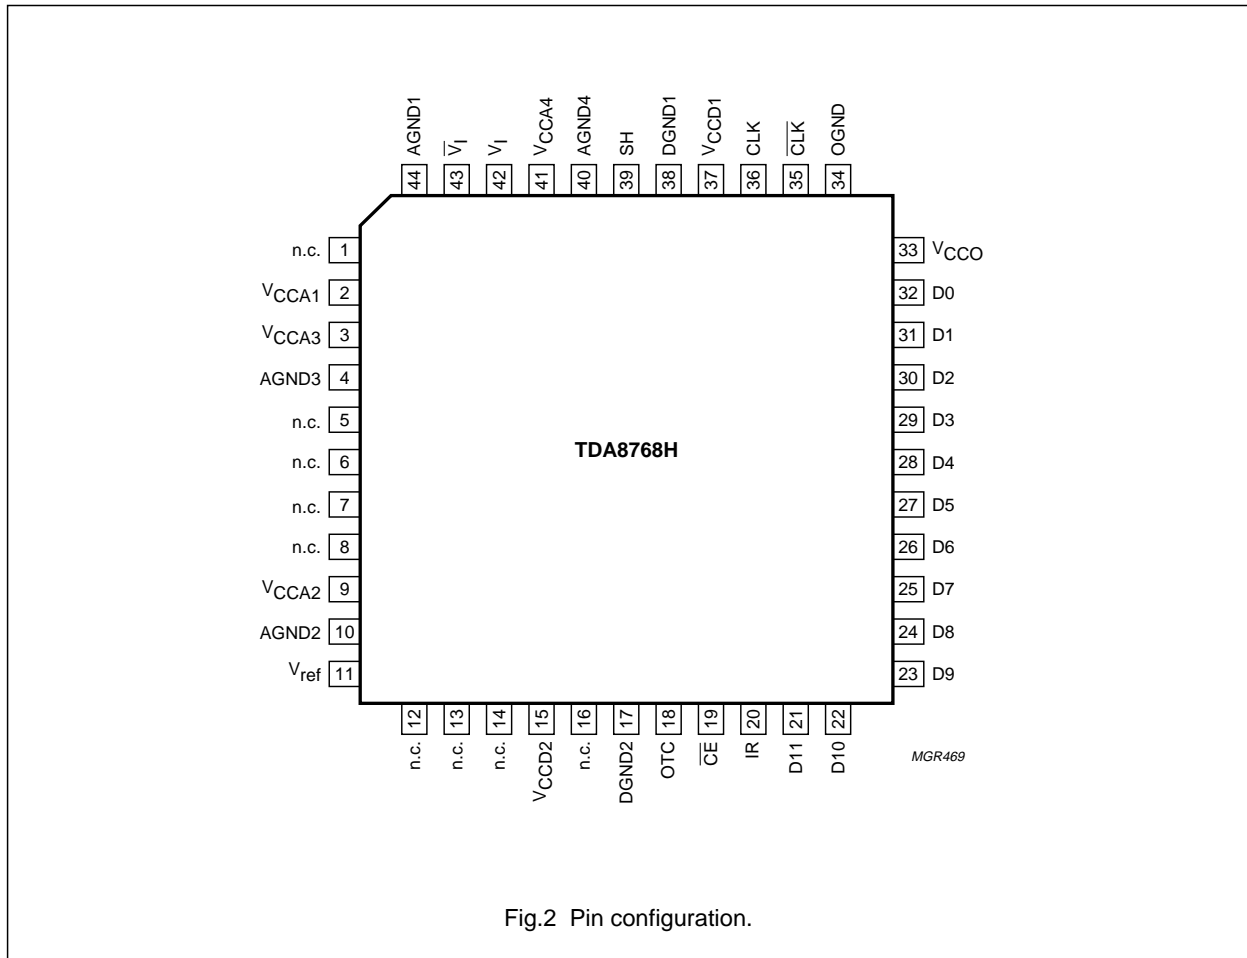 AGND1 V̅I VI VCCA4 AGND4 SH DGND1 VCCD1 CLK C̅L̅K̅ OGND
44 43 42 41 40 39 38 37 36 35 34
n.c. 1
VCCA1 2
VCCA3 3
AGND3 4
n.c. 5
n.c. 6
n.c. 7
n.c. 8
VCCA2 9
AGND2 10
Vref 11
TDA8768H
33 VCCO
32 D0
31 D1
30 D2
29 D3
28 D4
27 D5
26 D6
25 D7
24 D8
23 D9
12 13 14 15 16 17 18 19 20 21 22
n.c. n.c. n.c. VCCD2 n.c. DGND2 OTC C̅E̅ IR D11 D10
MGR469
Fig.2 Pin configuration.